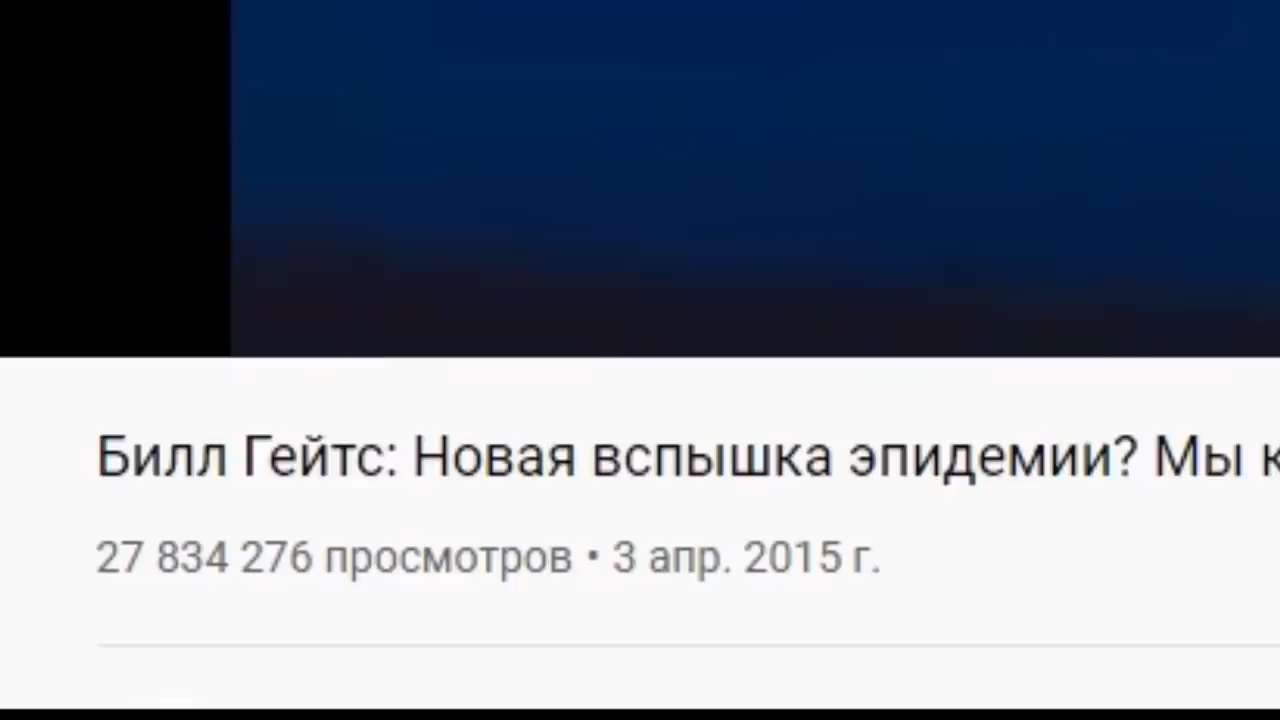 Билл Гейтс: Новая вспышка эпидемии? Мы
27 834 276 просмотров • 3 апр. 2015 г.